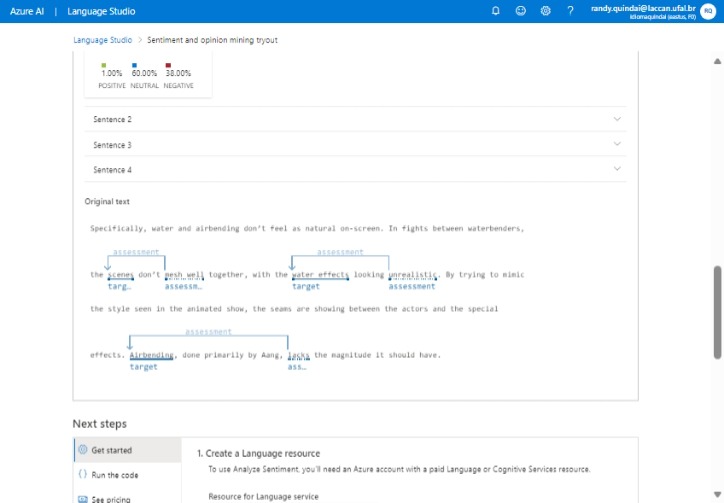 Azure AI | Language Studio
randy.quindai@laccan.ufal.br
idiomaquindai (eastus, F0)
RQ
Language Studio > Sentiment and opinion mining tryout
1.00% 60.00% 38.00%
POSITIVE NEUTRAL NEGATIVE
Sentence 2
Sentence 3
Sentence 4
Original text
Specifically, water and airbending don't feel as natural on-screen. In fights between waterbenders,
assessment assessment
the scenes don't mesh well together, with the water effects looking unrealistic. By trying to mimic
targ… assessm… target assessment
the style seen in the animated show, the seams are showing between the actors and the special
assessment
effects. Airbending, done primarily by Aang, lacks the magnitude it should have.
target ass…
Next steps
Get started
Run the code
See pricing
1. Create a Language resource
To use Analyze Sentiment, you'll need an Azure account with a paid Language or Cognitive Services resource.
Resource for Language service